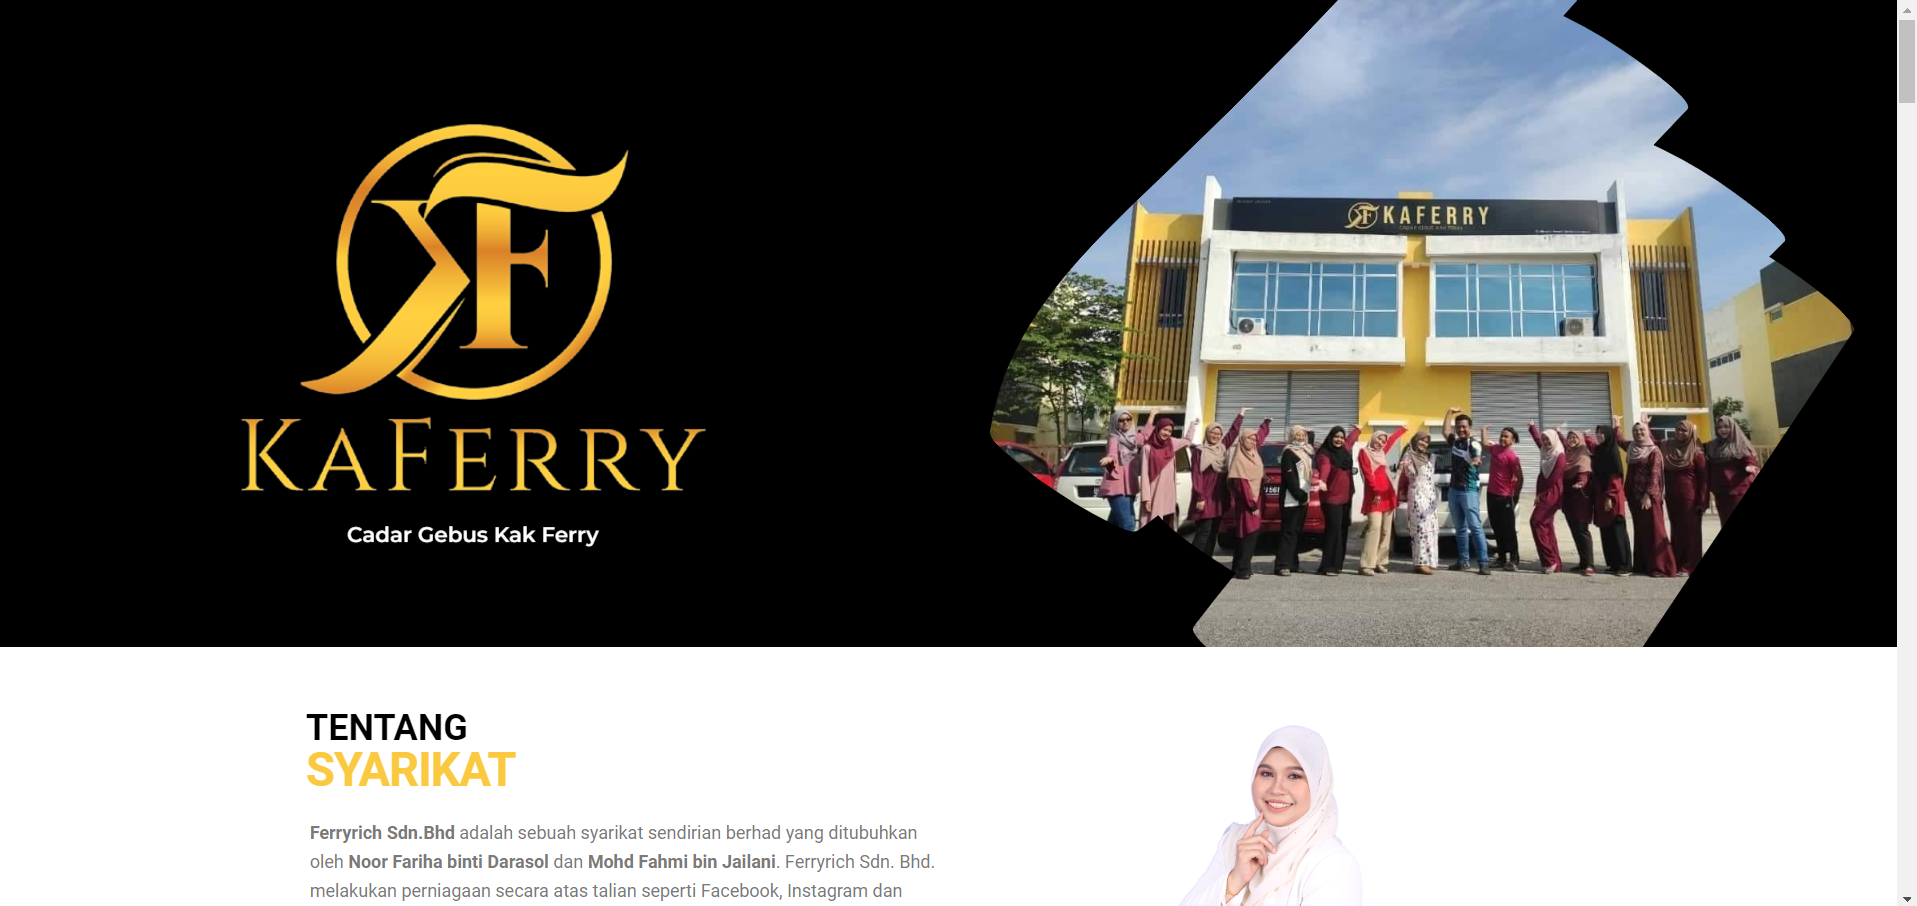 KAFERRY
Cadar Gebus Kak Ferry
KAFERRY
TENTANG
SYARIKAT
Ferryrich Sdn.Bhd adalah sebuah syarikat sendirian berhad yang ditubuhkan
oleh Noor Fariha binti Darasol dan Mohd Fahmi bin Jailani. Ferryrich Sdn. Bhd.
melakukan perniagaan secara atas talian seperti Facebook, Instagram dan